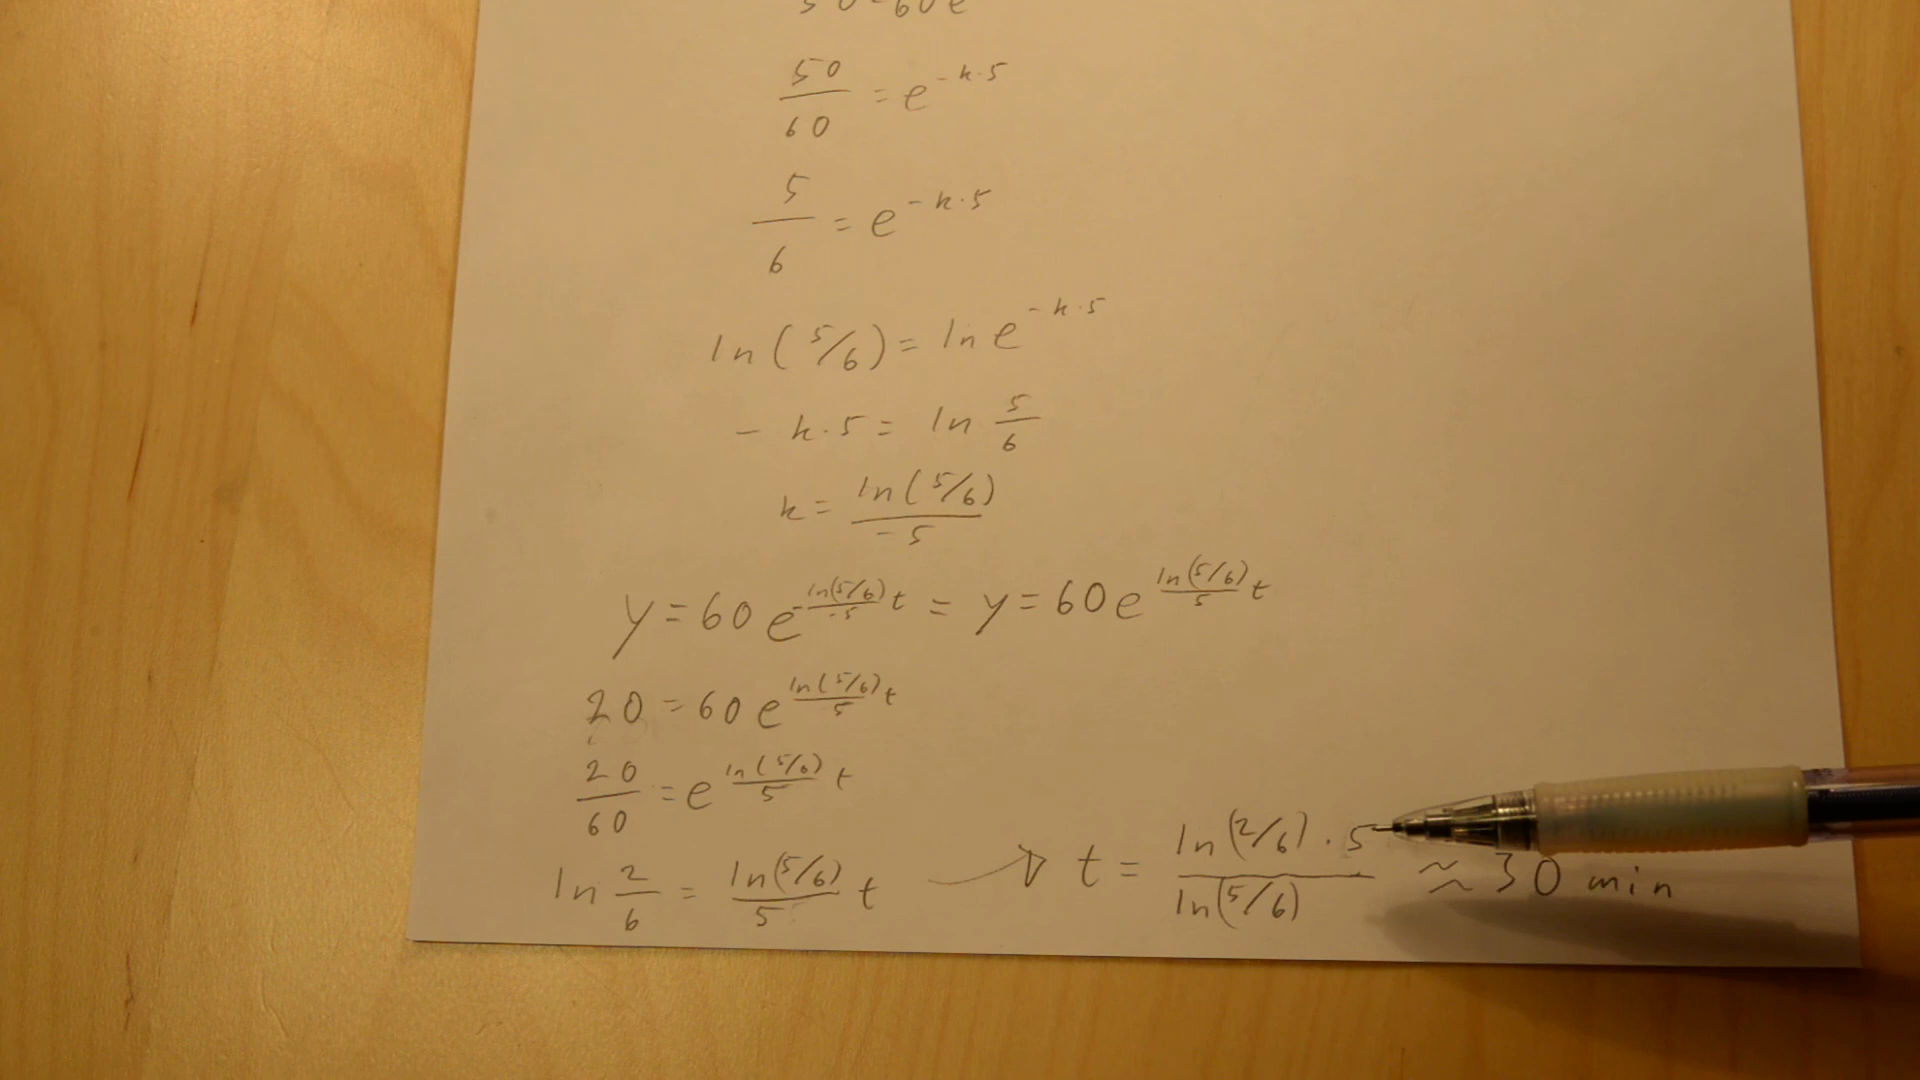 50=60e
50/60 = e^(-k·5)
5/6 = e^(-k·5)
ln(5/6) = ln e^(-k·5)
-k·5 = ln 5/6
k = ln(5/6)/-5
y = 60e^(-ln(5/6)/-5 t) = y = 60e^(ln(5/6)/5 t)
20 = 60e^(ln(5/6)/5 t)
20/60 = e^(ln(5/6)/5 t)
ln 2/6 = ln(5/6)/5 t → t = ln(2/6)·5/ln(5/6) ≈ 30 min